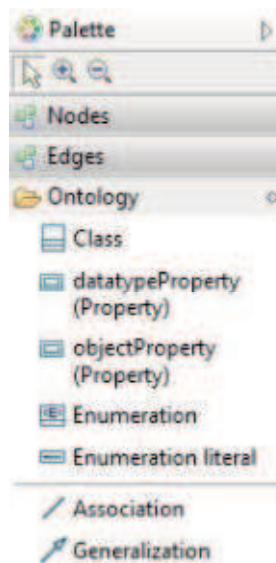 Palette
Nodes
Edges
Ontology
Class
datatypeProperty
(Property)
objectProperty
(Property)
Enumeration
Enumeration literal
Association
Generalization